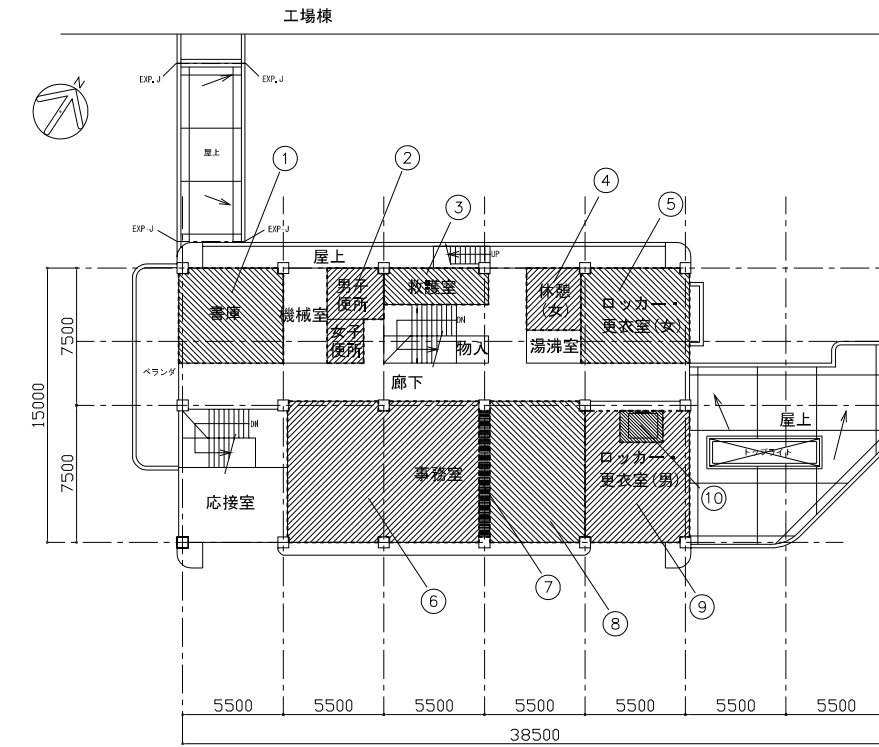 工場棟
EXP.J
EXP.J
N
屋上
①
②
③
④
⑤
EXP-J
EXP-J
屋上
UP
書庫
機械室
男子
便所
女子
便所
救護室
DN
物入
休憩
(女)
湯沸室
ロッカー・
更衣室(女)
ベランダ
廊下
7500
15000
7500
DN
応接室
事務室
ロッカー・
更衣室(男)
屋上
トップライト
⑩
⑥
⑦
⑧
⑨
5500
5500
5500
5500
5500
5500
5500
38500